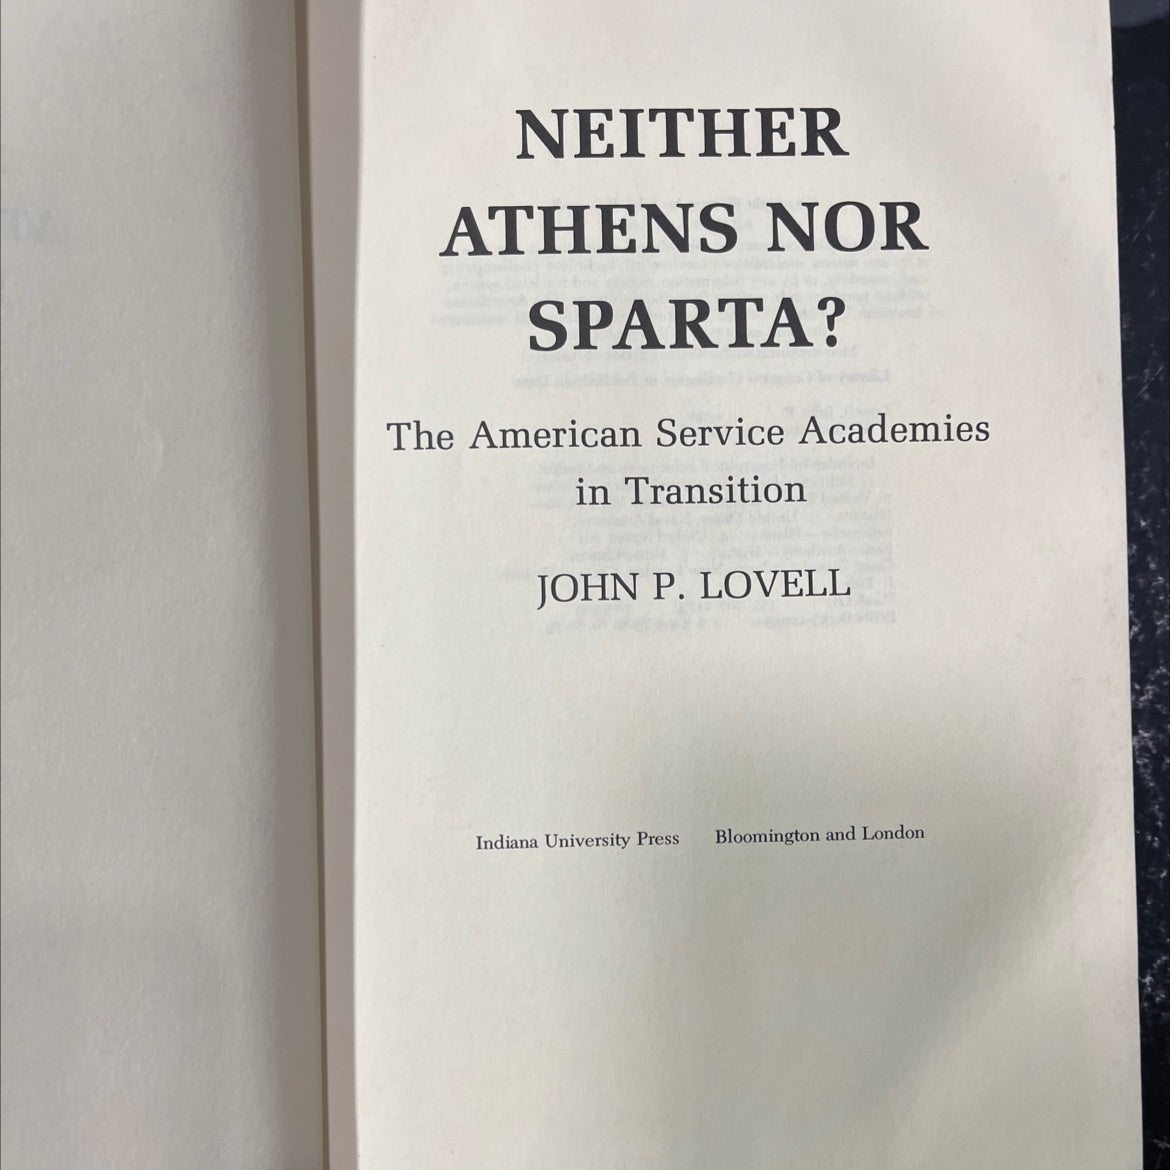 NEITHER
ATHENS NOR
SPARTA?
The American Service Academies
in Transition
JOHN P. LOVELL
Indiana University Press Bloomington and London